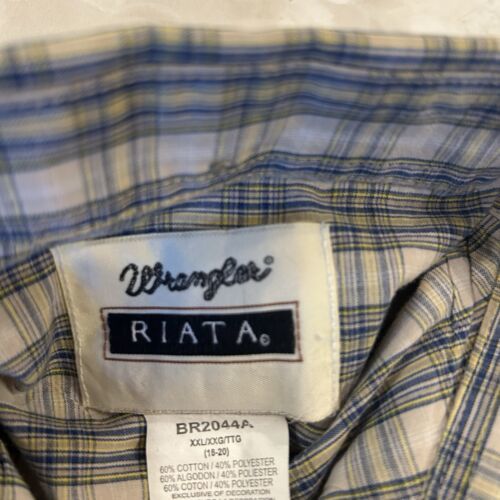 Wrangler®
RIATA®
BR2044A
XXL/XXG/TTG
(18-20)
60% COTTON / 40% POLYESTER
60% ALGODON / 40% POLIESTER
60% COTON / 40% POLYESTER
EXCLUSIVE OF DECORATION